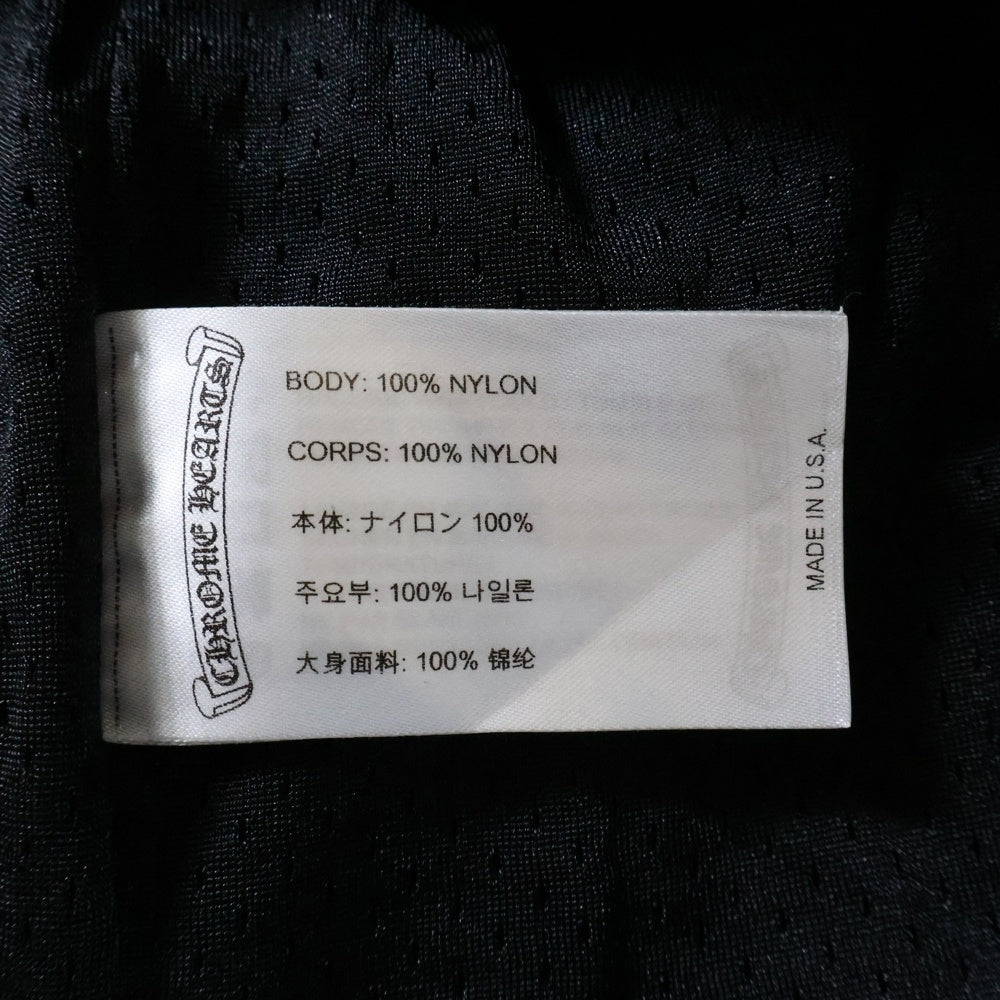 CHROME HEARTS
BODY: 100% NYLON
CORPS: 100% NYLON
本体: ナイロン 100%
주요부: 100% 나일론
大身面料: 100% 锦纶
MADE IN U.S.A.